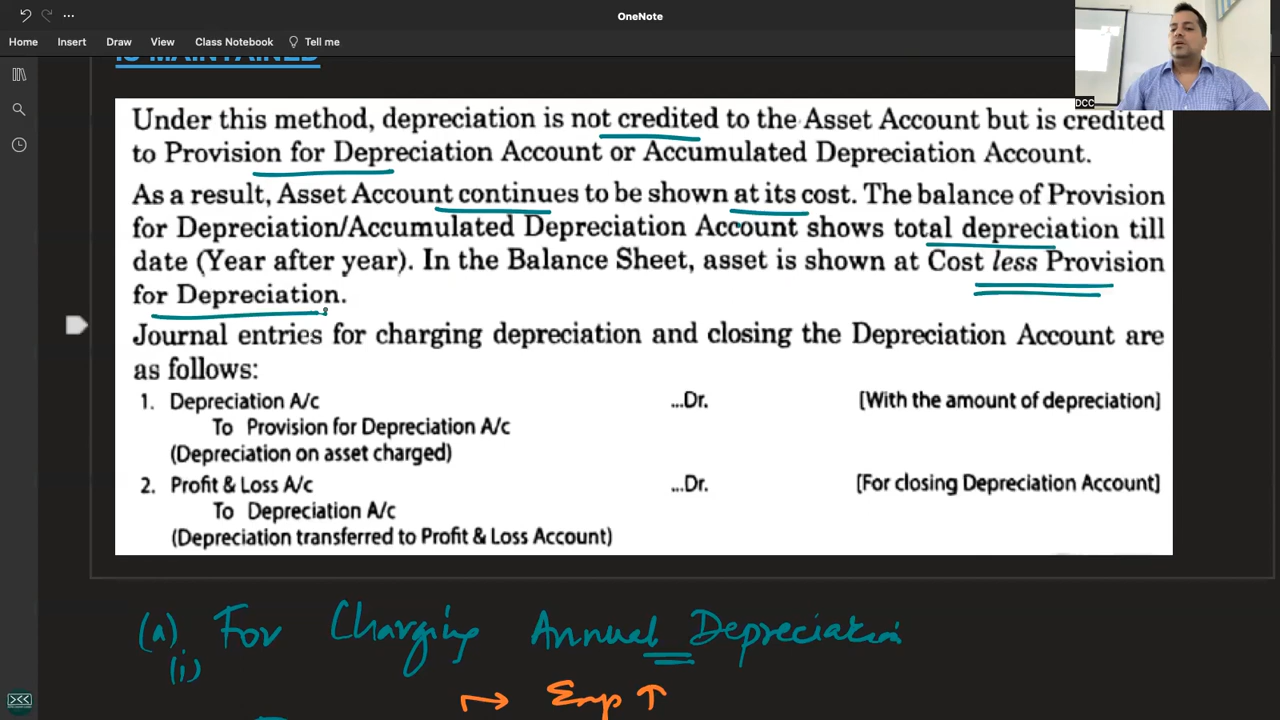 OneNote
Home Insert Draw View Class Notebook Tell me
IS MAINTAINED
DCC
Under this method, depreciation is not credited to the Asset Account but is credited
to Provision for Depreciation Account or Accumulated Depreciation Account.
As a result, Asset Account continues to be shown at its cost. The balance of Provision
for Depreciation/Accumulated Depreciation Account shows total depreciation till
date (Year after year). In the Balance Sheet, asset is shown at Cost less Provision
for Depreciation.
Journal entries for charging depreciation and closing the Depreciation Account are
as follows:
1. Depreciation A/c ...Dr. [With the amount of depreciation]
To Provision for Depreciation A/c
(Depreciation on asset charged)
2. Profit & Loss A/c ...Dr. [For closing Depreciation Account]
To Depreciation A/c
(Depreciation transferred to Profit & Loss Account)
(a) For Charging Annual Depreciation
(i)
→ Exp ↑